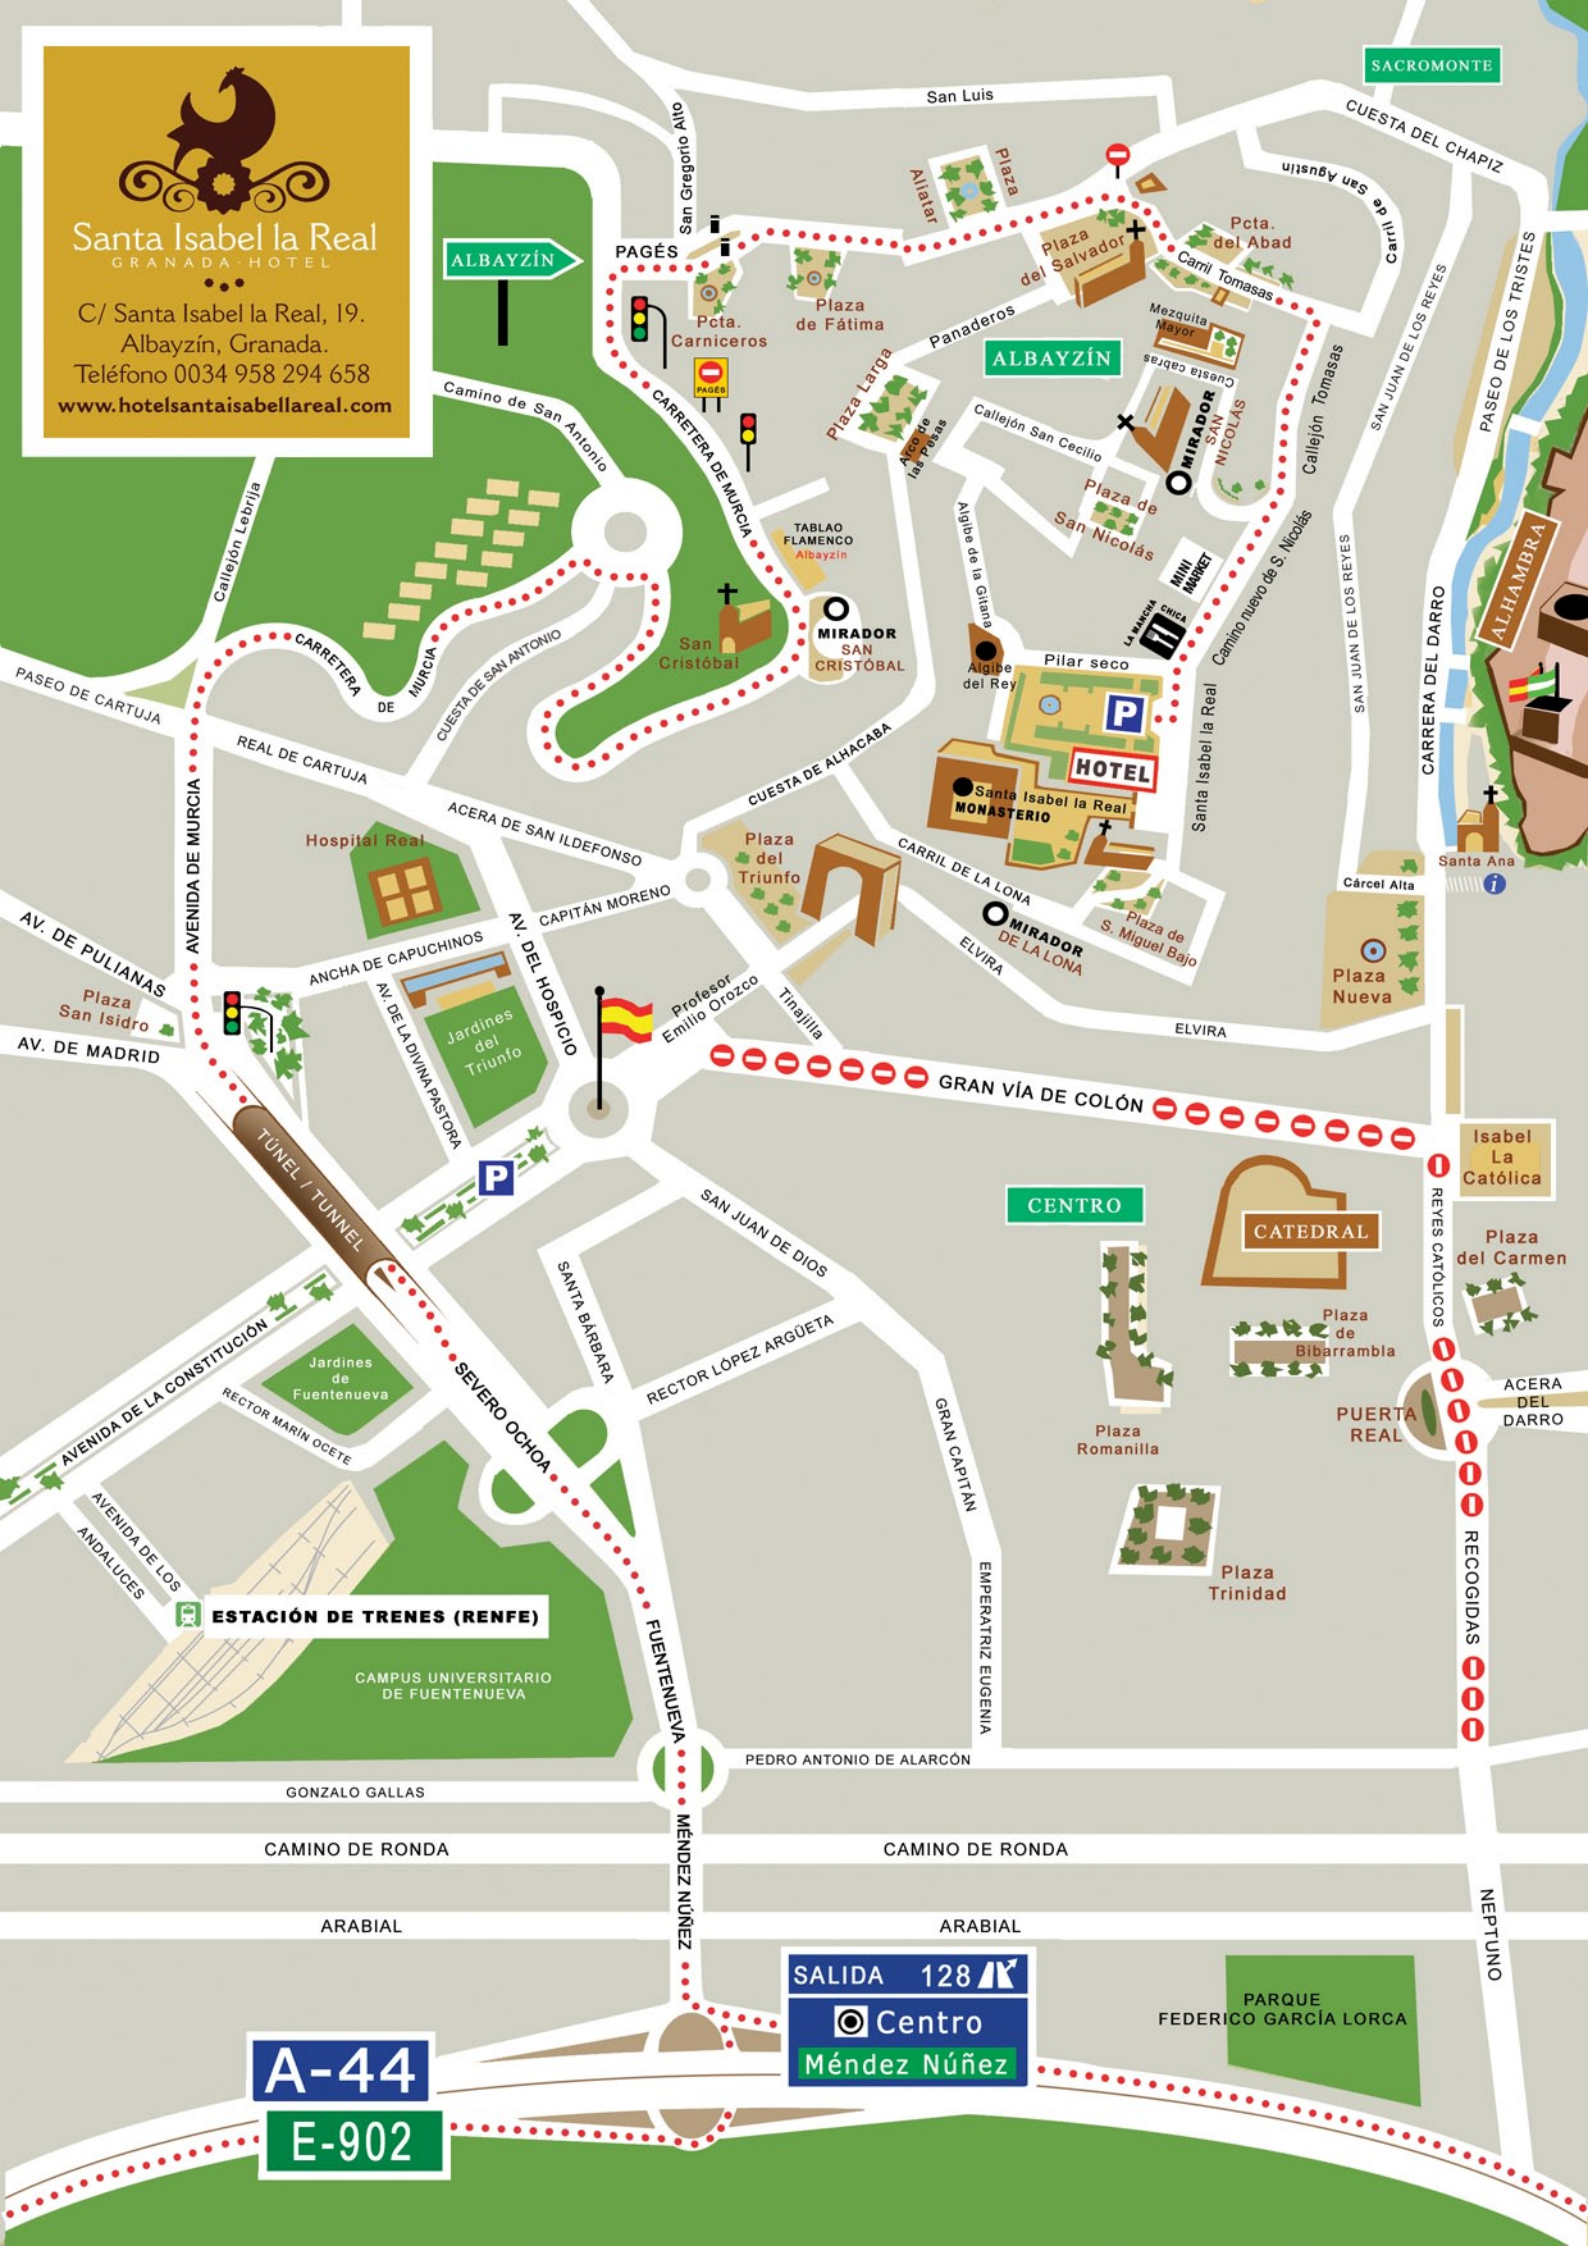 Santa Isabel la Real
GRANADA·HOTEL
C/ Santa Isabel la Real, 19.
Albayzín, Granada.
Teléfono 0034 958 294 658
www.hotelsantaisabellareal.com
SACROMONTE
San Luis
CUESTA DEL CHAPIZ
San Gregorio Alto
Plaza
Aliatar
Carril de San Agustín
PAGÉS
ALBAYZÍN
Plaza
del Salvador
Pcta.
del Abad
Carril Tomasas
Pcta.
Carniceros
Plaza
de Fátima
PAGÉS
Panaderos
Mezquita
Mayor
ALBAYZÍN
Cuesta cabras
SAN JUAN DE LOS REYES
PASEO DE LOS TRISTES
Camino de San Antonio
CARRETERA DE MURCIA
Plaza Larga
Arco de
las Pesas
Callejón San Cecilio
MIRADOR
SAN
NICOLÁS
Callejón Tomasas
Plaza de
San Nicolás
Callejón Lebrija
TABLAO
FLAMENCO
Albayzín
Algibe de la Gitana
MINI
MARKET
LA MANCHA CHICA
Camino nuevo de S. Nicolás
SAN JUAN DE LOS REYES
ALHAMBRA
CARRERA DEL DARRO
San
Cristóbal
MIRADOR
SAN
CRISTÓBAL
Algibe
del Rey
Pilar seco
P
HOTEL
Santa Isabel la Real
CARRETERA
DE
MURCIA
CUESTA DE SAN ANTONIO
PASEO DE CARTUJA
REAL DE CARTUJA
ACERA DE SAN ILDEFONSO
CUESTA DE ALHACABA
Santa Isabel la Real
MONASTERIO
AVENIDA DE MURCIA
Hospital Real
Plaza
del
Triunfo
CARRIL DE LA LONA
Santa Ana
i
Cárcel Alta
CAPITÁN MORENO
MIRADOR
DE LA LONA
Plaza de
S. Miguel Bajo
AV. DE PULIANAS
ANCHA DE CAPUCHINOS
AV. DEL HOSPICIO
ELVIRA
Plaza
Nueva
Plaza
San Isidro
AV. DE MADRID
AV. DE LA DIVINA PASTORA
Jardines
del
Triunfo
Profesor
Emilio Orozco
Tinajilla
ELVIRA
GRAN VÍA DE COLÓN
TÚNEL / TUNNEL
P
Isabel
La
Católica
SAN JUAN DE DIOS
CENTRO
CATEDRAL
REYES CATÓLICOS
Plaza
del Carmen
AVENIDA DE LA CONSTITUCIÓN
Jardines
de
Fuentenueva
RECTOR MARÍN OCETE
SEVERO OCHOA
SANTA BÁRBARA
RECTOR LÓPEZ ARGÜETA
Plaza
de
Bibarrambla
ACERA
DEL
DARRO
PUERTA
REAL
Plaza
Romanilla
GRAN CAPITÁN
AVENIDA DE LOS
ANDALUCES
Plaza
Trinidad
RECOGIDAS
ESTACIÓN DE TRENES (RENFE)
CAMPUS UNIVERSITARIO
DE FUENTENUEVA
FUENTENUEVA
EMPERATRIZ EUGENIA
PEDRO ANTONIO DE ALARCÓN
GONZALO GALLAS
CAMINO DE RONDA
CAMINO DE RONDA
MÉNDEZ NÚÑEZ
ARABIAL
ARABIAL
NEPTUNO
SALIDA 128
Centro
Méndez Núñez
PARQUE
FEDERICO GARCÍA LORCA
A-44
E-902